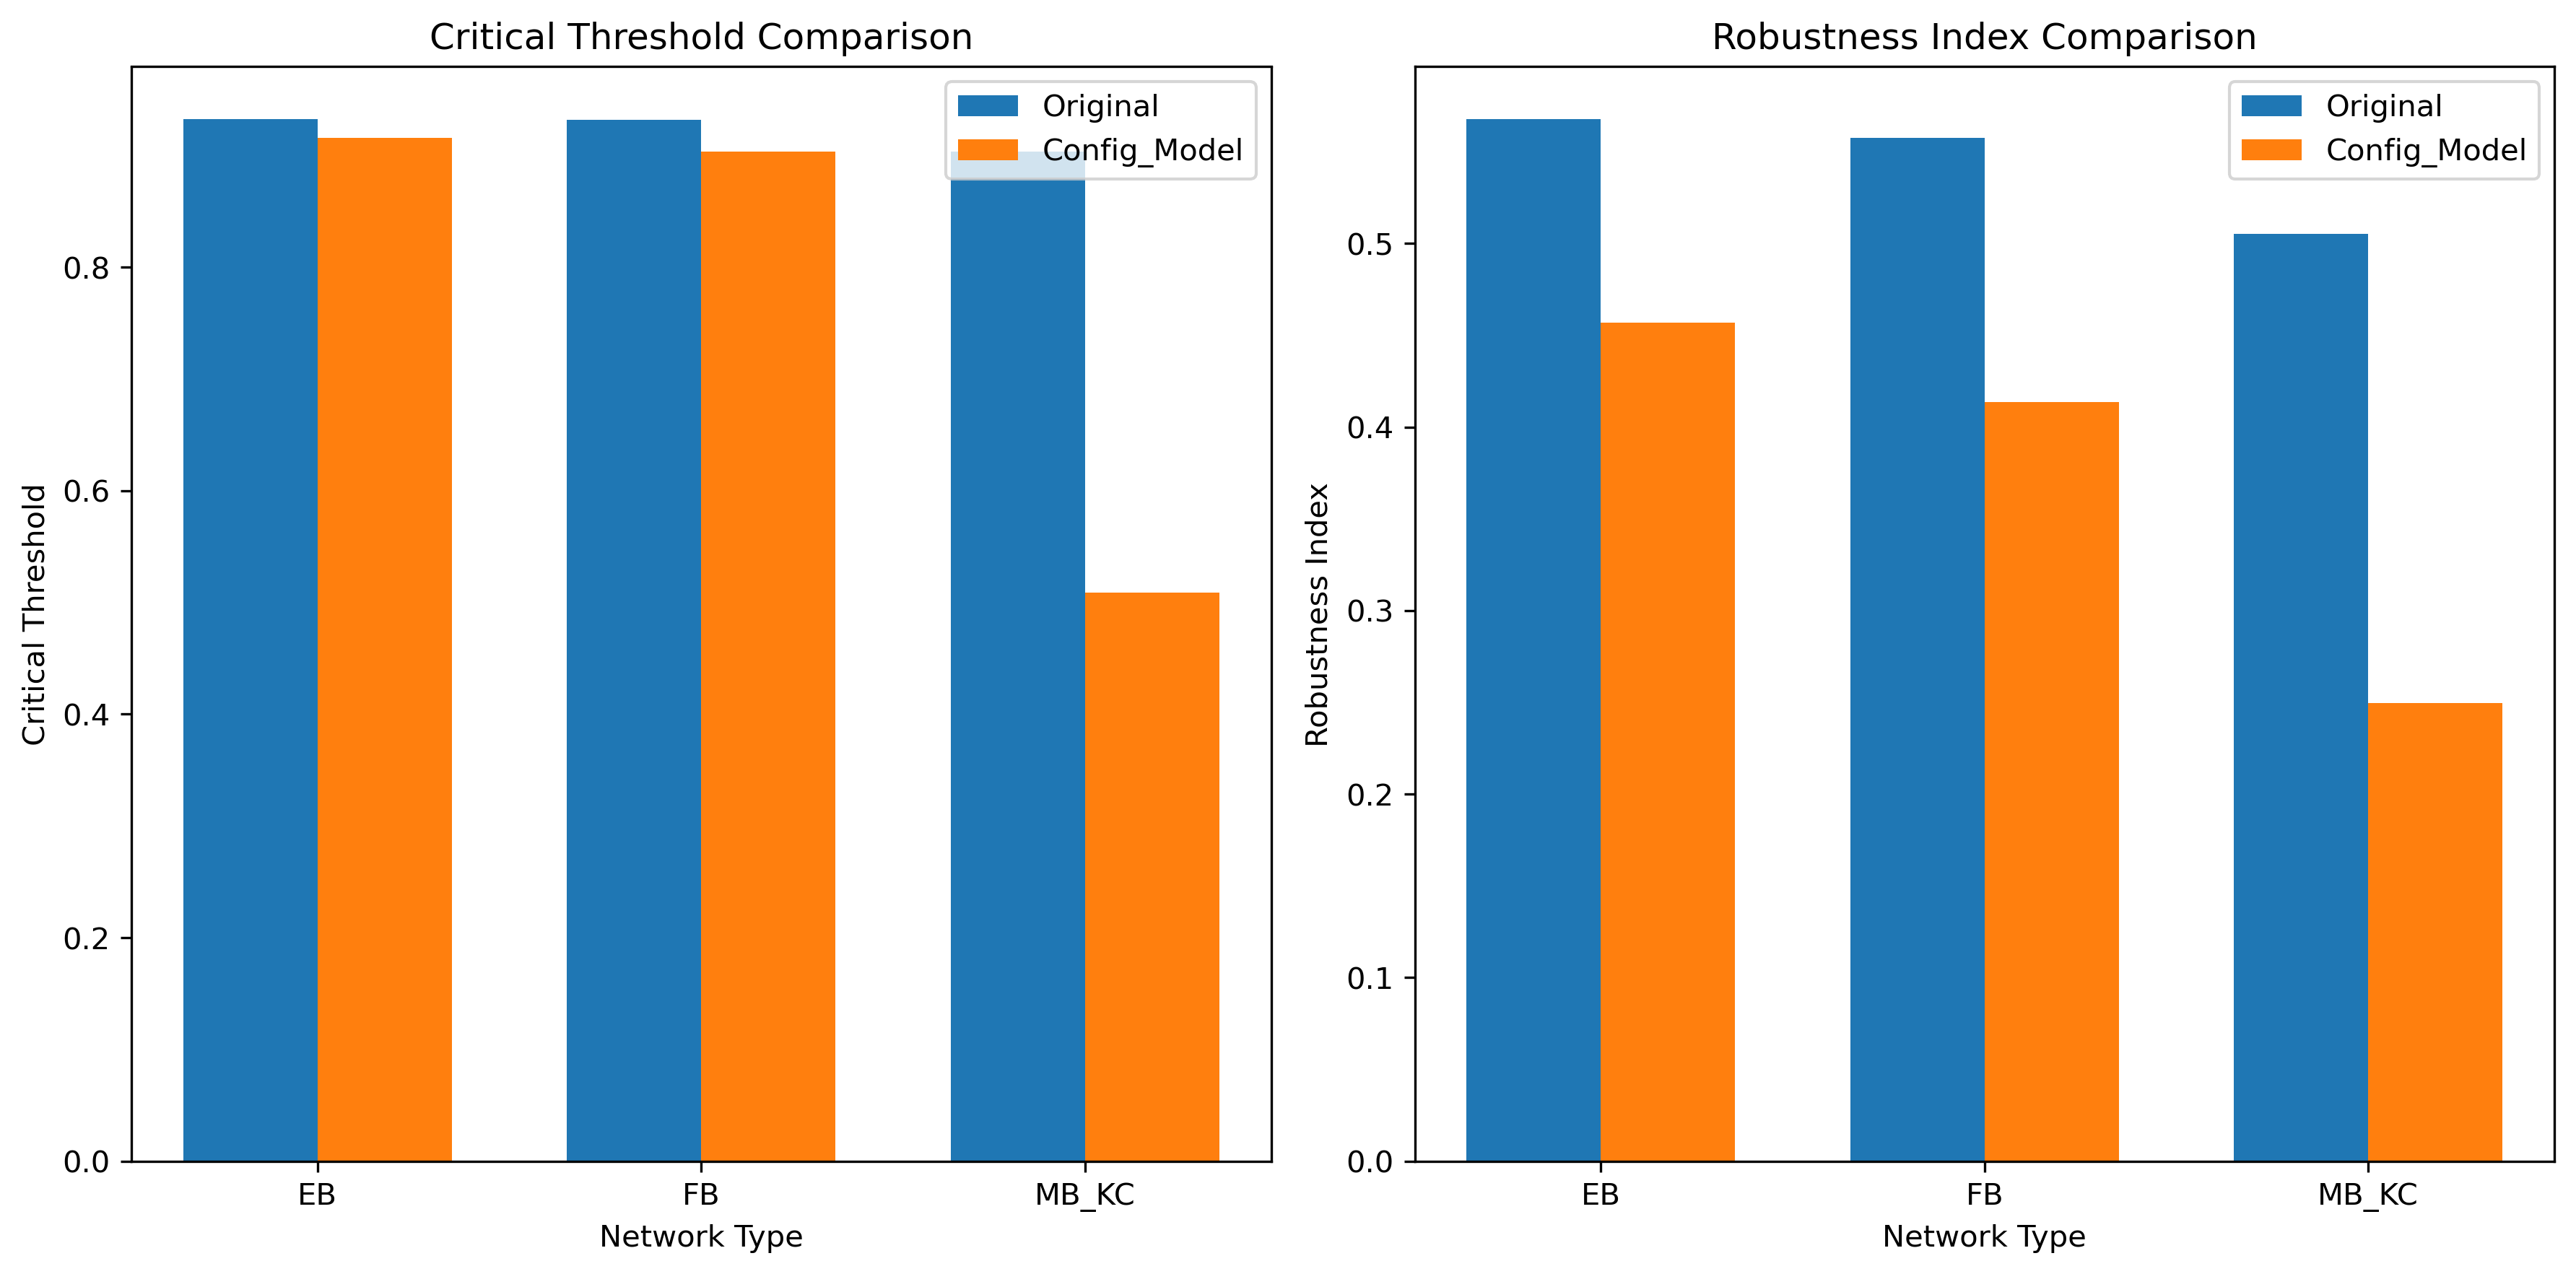 Critical Threshold Comparison
Original
Config_Model
Critical Threshold
0.8
0.6
0.4
0.2
0.0
EB
FB
MB_KC
Network Type
Robustness Index Comparison
Original
Config_Model
Robustness Index
0.5
0.4
0.3
0.2
0.1
0.0
EB
FB
MB_KC
Network Type